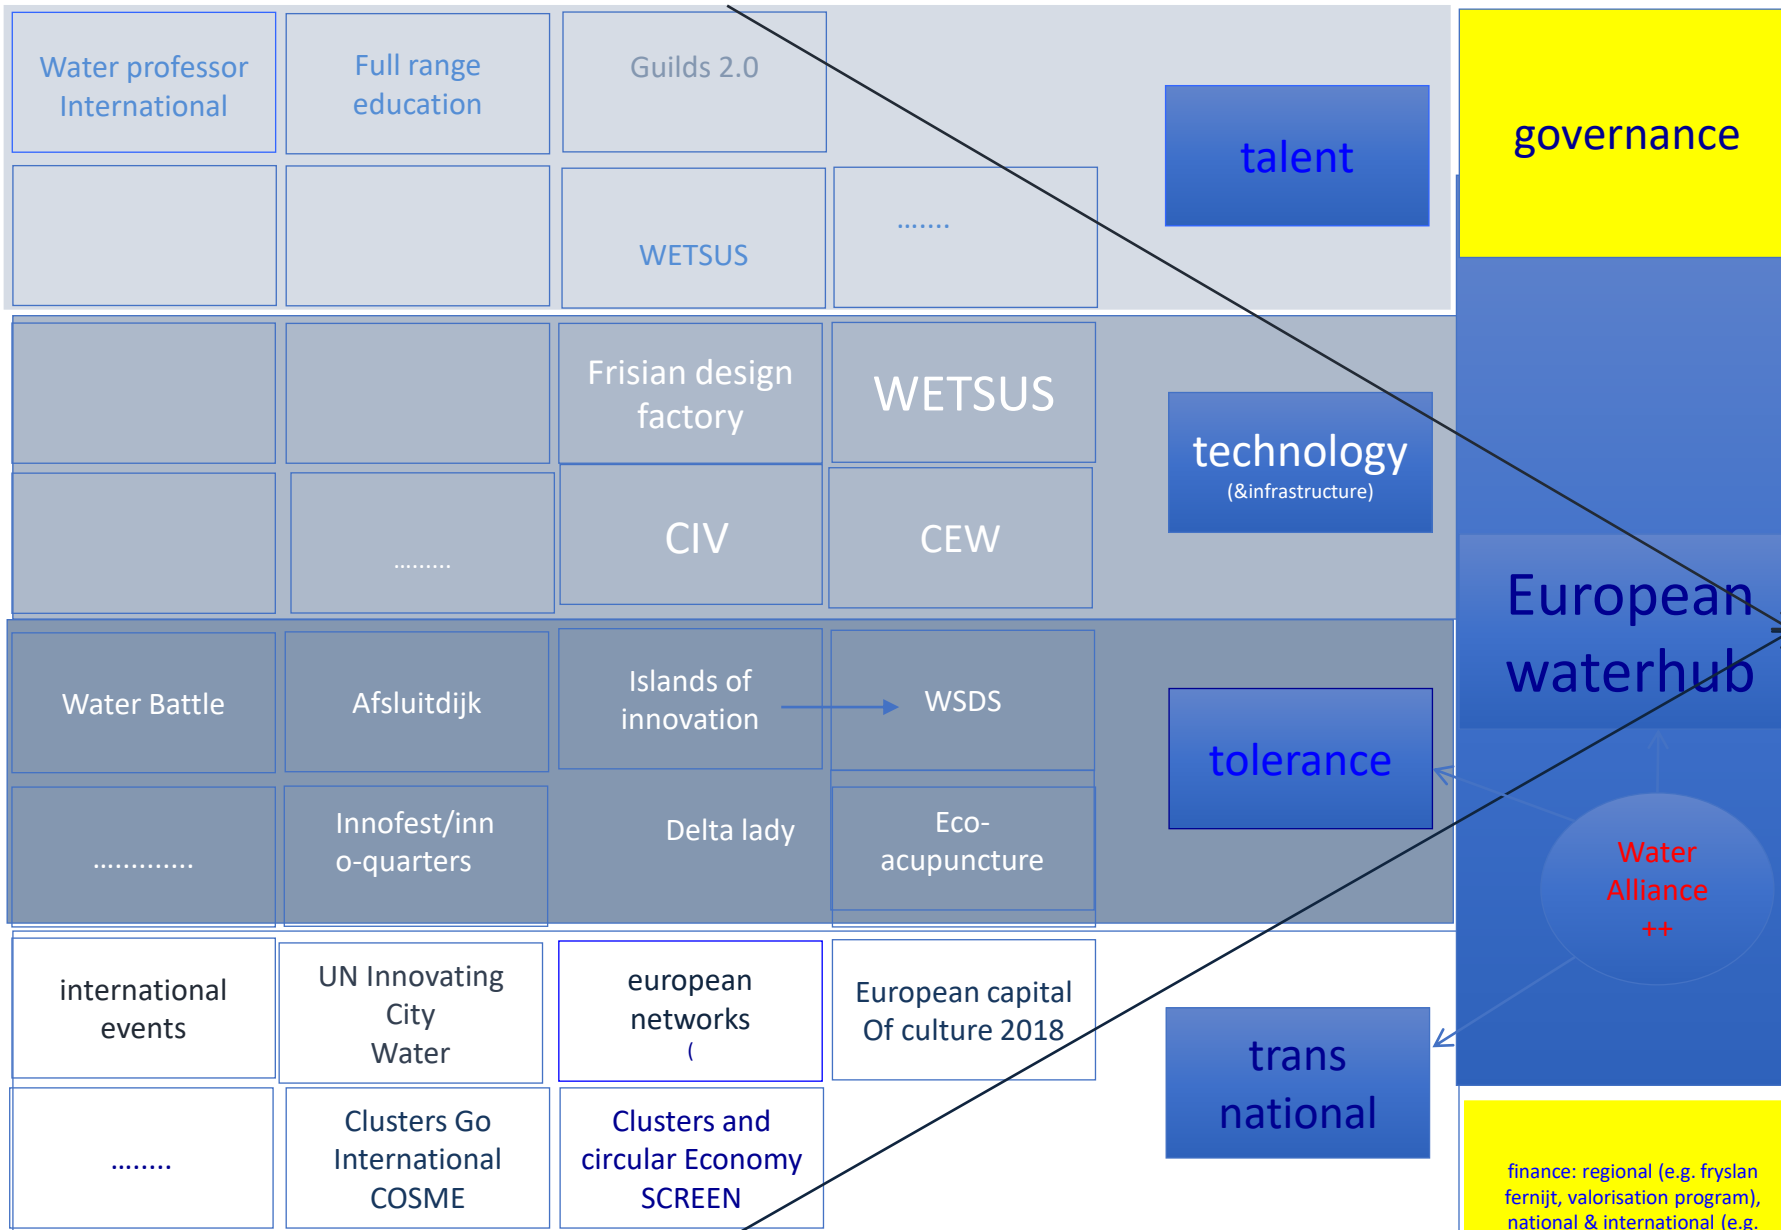 Water professor
International
Full range
education
Guilds 2.0
talent
governance
WETSUS
.......
Frisian design
factory
WETSUS
technology
(&infrastructure)
.........
CIV
CEW
European
waterhub
Water Battle
Afsluitdijk
Islands of
innovation
WSDS
tolerance
.............
Innofest/inn
o-quarters
Delta lady
Eco-
acupuncture
Water
Alliance
++
international
events
UN Innovating
City
Water
european
networks
(
European capital
Of culture 2018
trans
national
........
Clusters Go
International
COSME
Clusters and
circular Economy
SCREEN
finance: regional (e.g. fryslan
fernijt, valorisation program),
national & international (e.g.